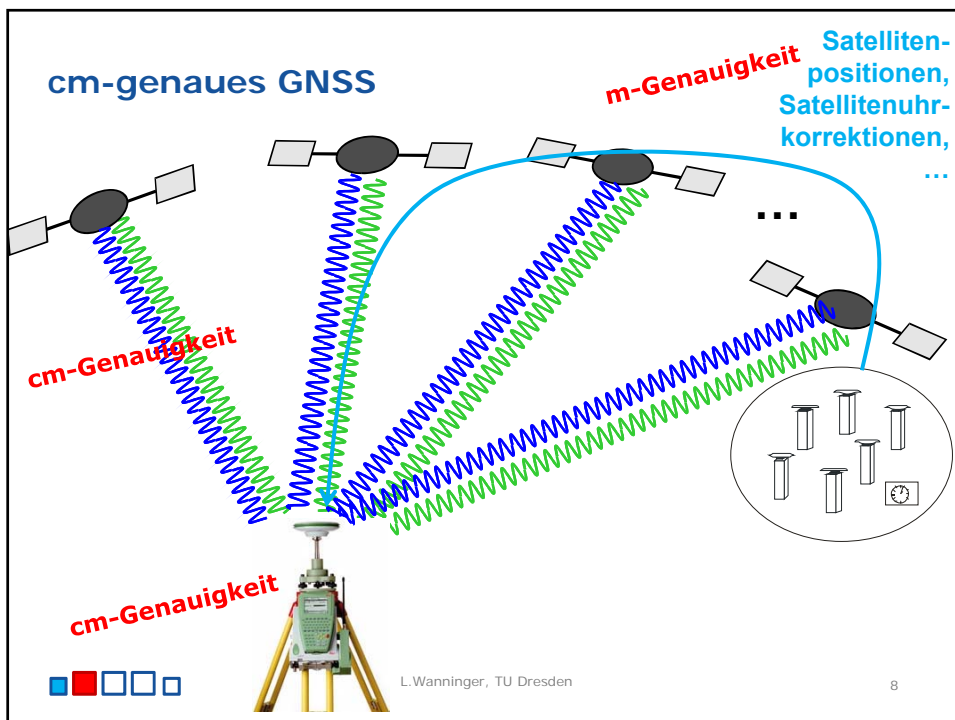 cm-genaues GNSS
m-Genauigkeit
Satelliten-
positionen,
Satellitenuhr-
korrektionen,
...
...
cm-Genauigkeit
cm-Genauigkeit
L.Wanninger, TU Dresden
8